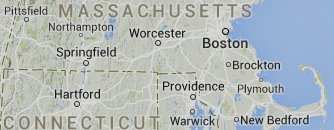 MASSACHUSETTS
Pittsfield
Northampton
Worcester
Boston
Springfield
Brockton
Hartford
Providence
Plymouth
CONNECTICUT
Warwick
New Bedford